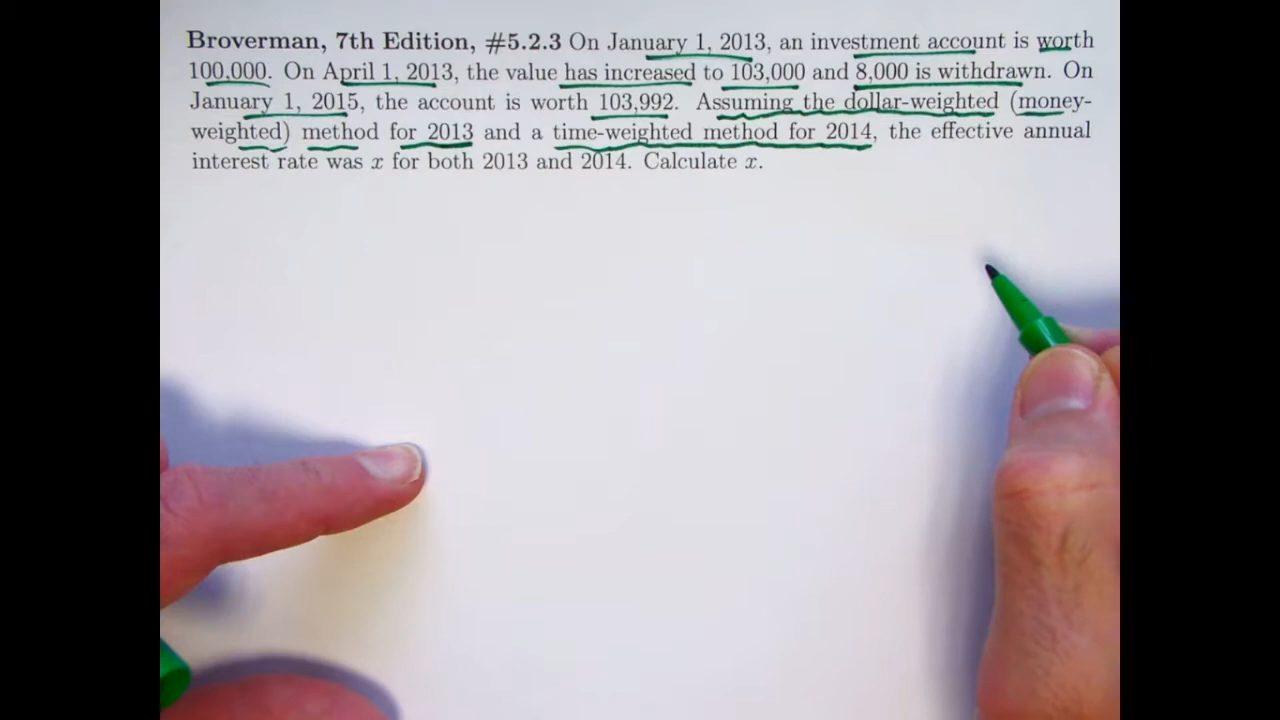 Broverman, 7th Edition, #5.2.3 On January 1, 2013, an investment account is worth
100,000. On April 1, 2013, the value has increased to 103,000 and 8,000 is withdrawn. On
January 1, 2015, the account is worth 103,992. Assuming the dollar-weighted (money-
weighted) method for 2013 and a time-weighted method for 2014, the effective annual
interest rate was x for both 2013 and 2014. Calculate x.